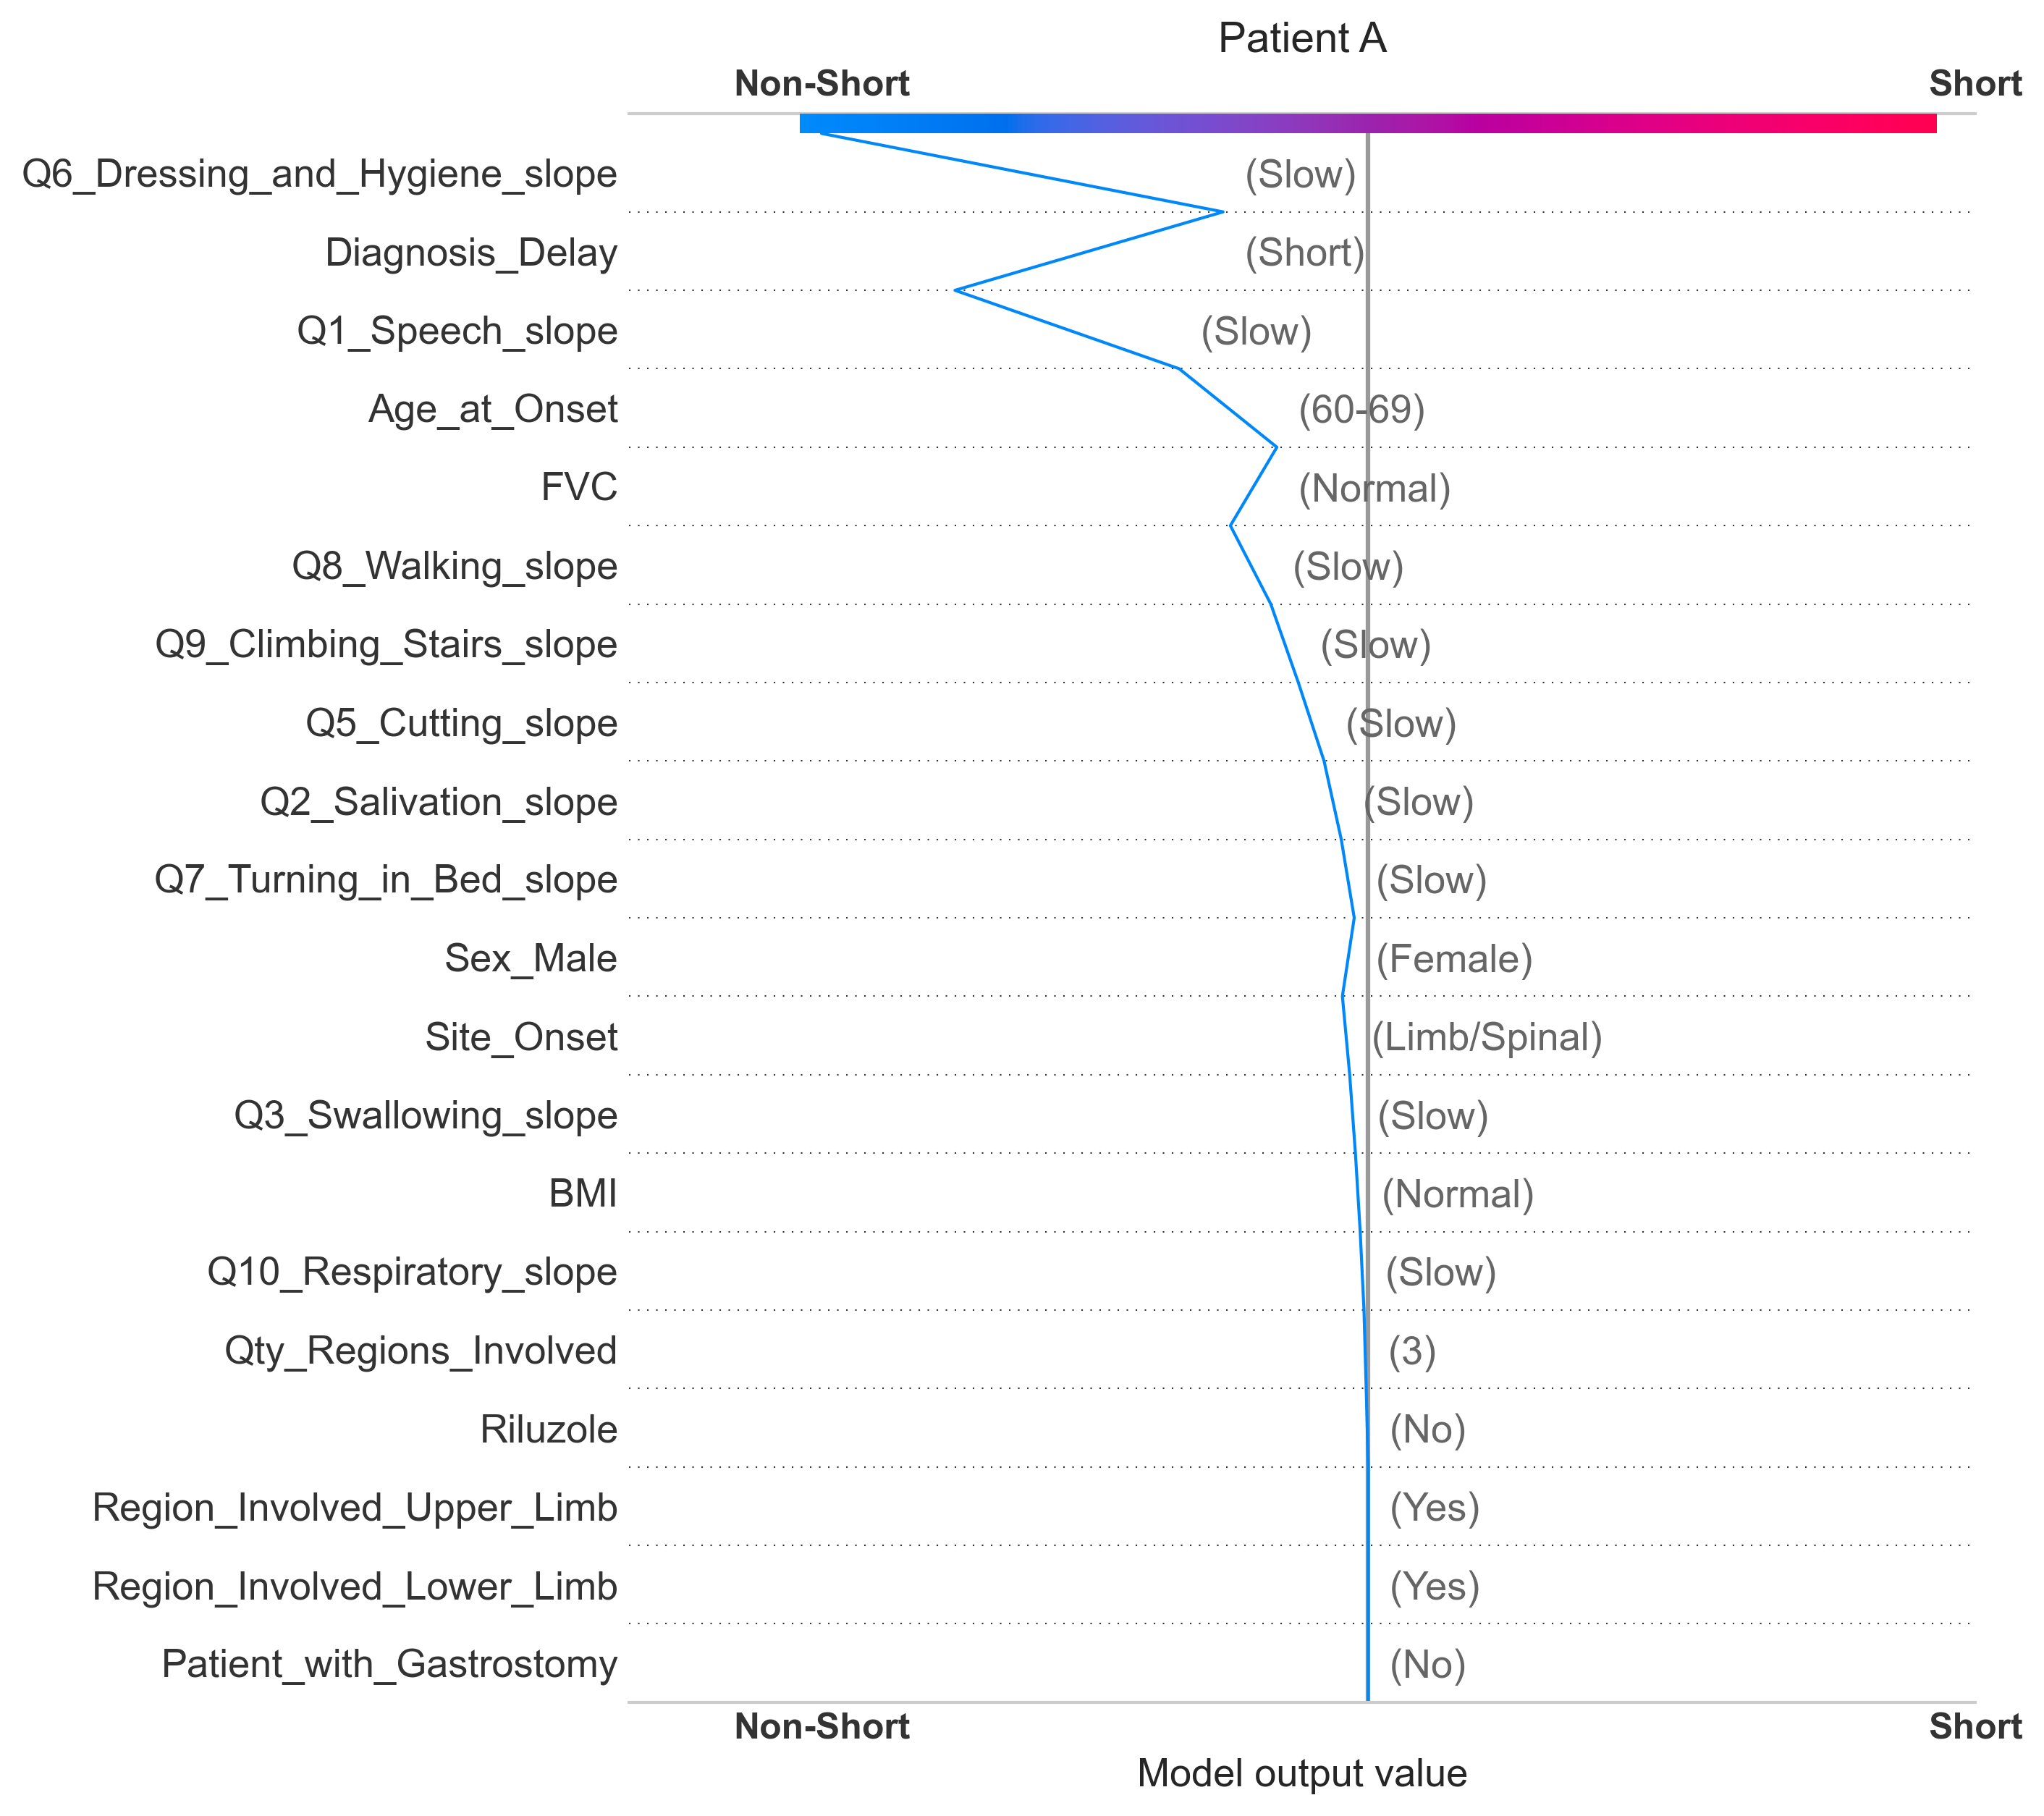 Patient A
Non-Short Short
Q6_Dressing_and_Hygiene_slope (Slow)
Diagnosis_Delay (Short)
Q1_Speech_slope (Slow)
Age_at_Onset (60-69)
FVC (Normal)
Q8_Walking_slope (Slow)
Q9_Climbing_Stairs_slope (Slow)
Q5_Cutting_slope (Slow)
Q2_Salivation_slope (Slow)
Q7_Turning_in_Bed_slope (Slow)
Sex_Male (Female)
Site_Onset (Limb/Spinal)
Q3_Swallowing_slope (Slow)
BMI (Normal)
Q10_Respiratory_slope (Slow)
Qty_Regions_Involved (3)
Riluzole (No)
Region_Involved_Upper_Limb (Yes)
Region_Involved_Lower_Limb (Yes)
Patient_with_Gastrostomy (No)
Non-Short Short
Model output value